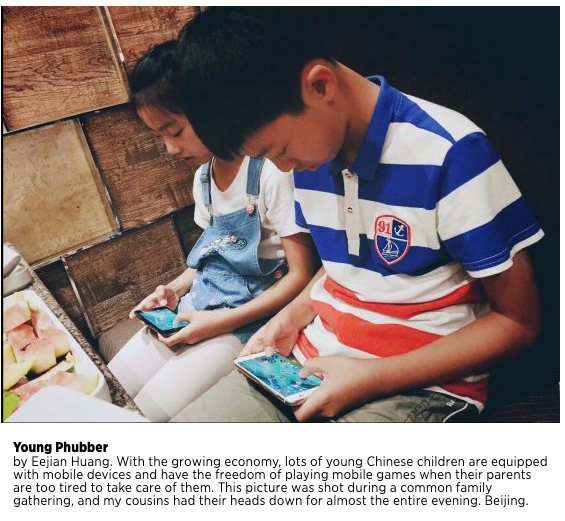 91
Young Phubber
by Eejian Huang. With the growing economy, lots of young Chinese children are equipped
with mobile devices and have the freedom of playing mobile games when their parents
are too tired to take care of them. This picture was shot during a common family
gathering, and my cousins had their heads down for almost the entire evening. Beijing.